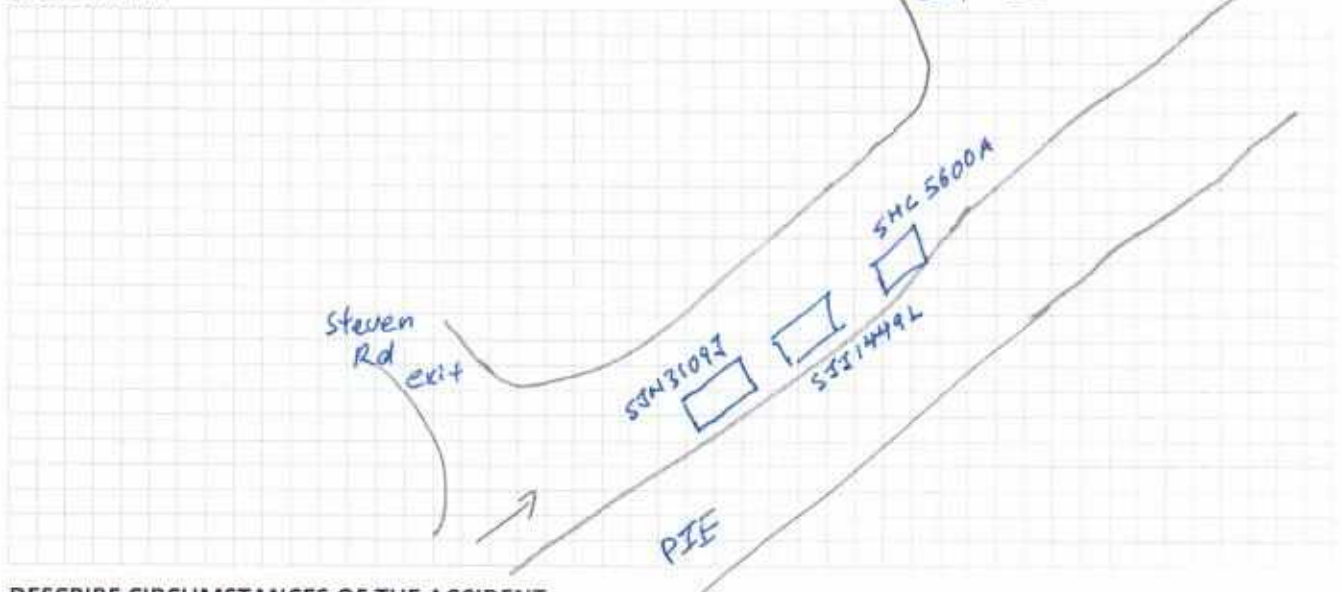 SHC 5600A
Steven
Rd
exit
SJN3109J
SJJ1449L
PIE
DESCRIBE CIRCUMSTANCES OF THE ACCIDENT